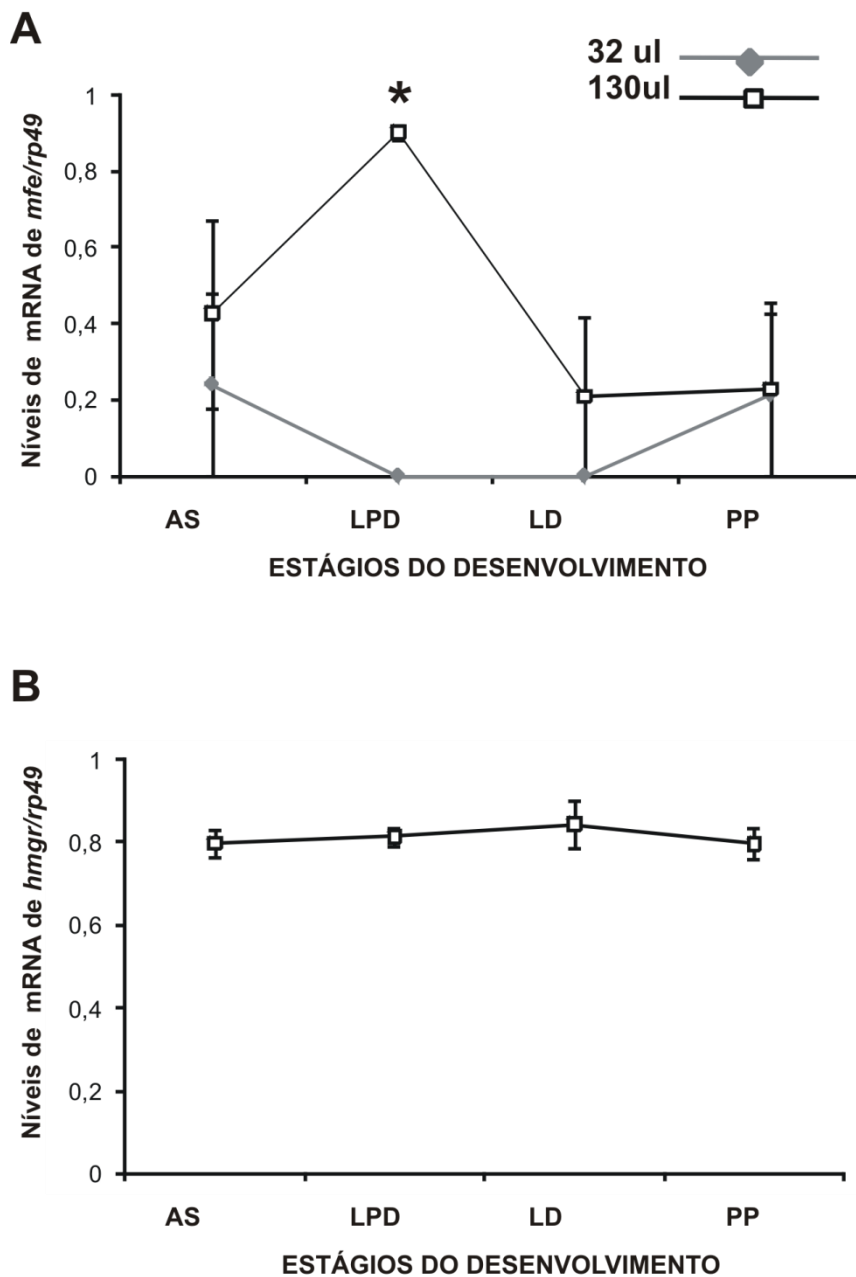 A
32 ul
130ul
*
1
0,8
0,6
0,4
0,2
0
Níveis de mRNA de mfe/rp49
AS LPD LD PP
ESTÁGIOS DO DESENVOLVIMENTO
B
1
0,8
0,6
0,4
0,2
0
Níveis de mRNA de hmgr/rp49
AS LPD LD PP
ESTÁGIOS DO DESENVOLVIMENTO